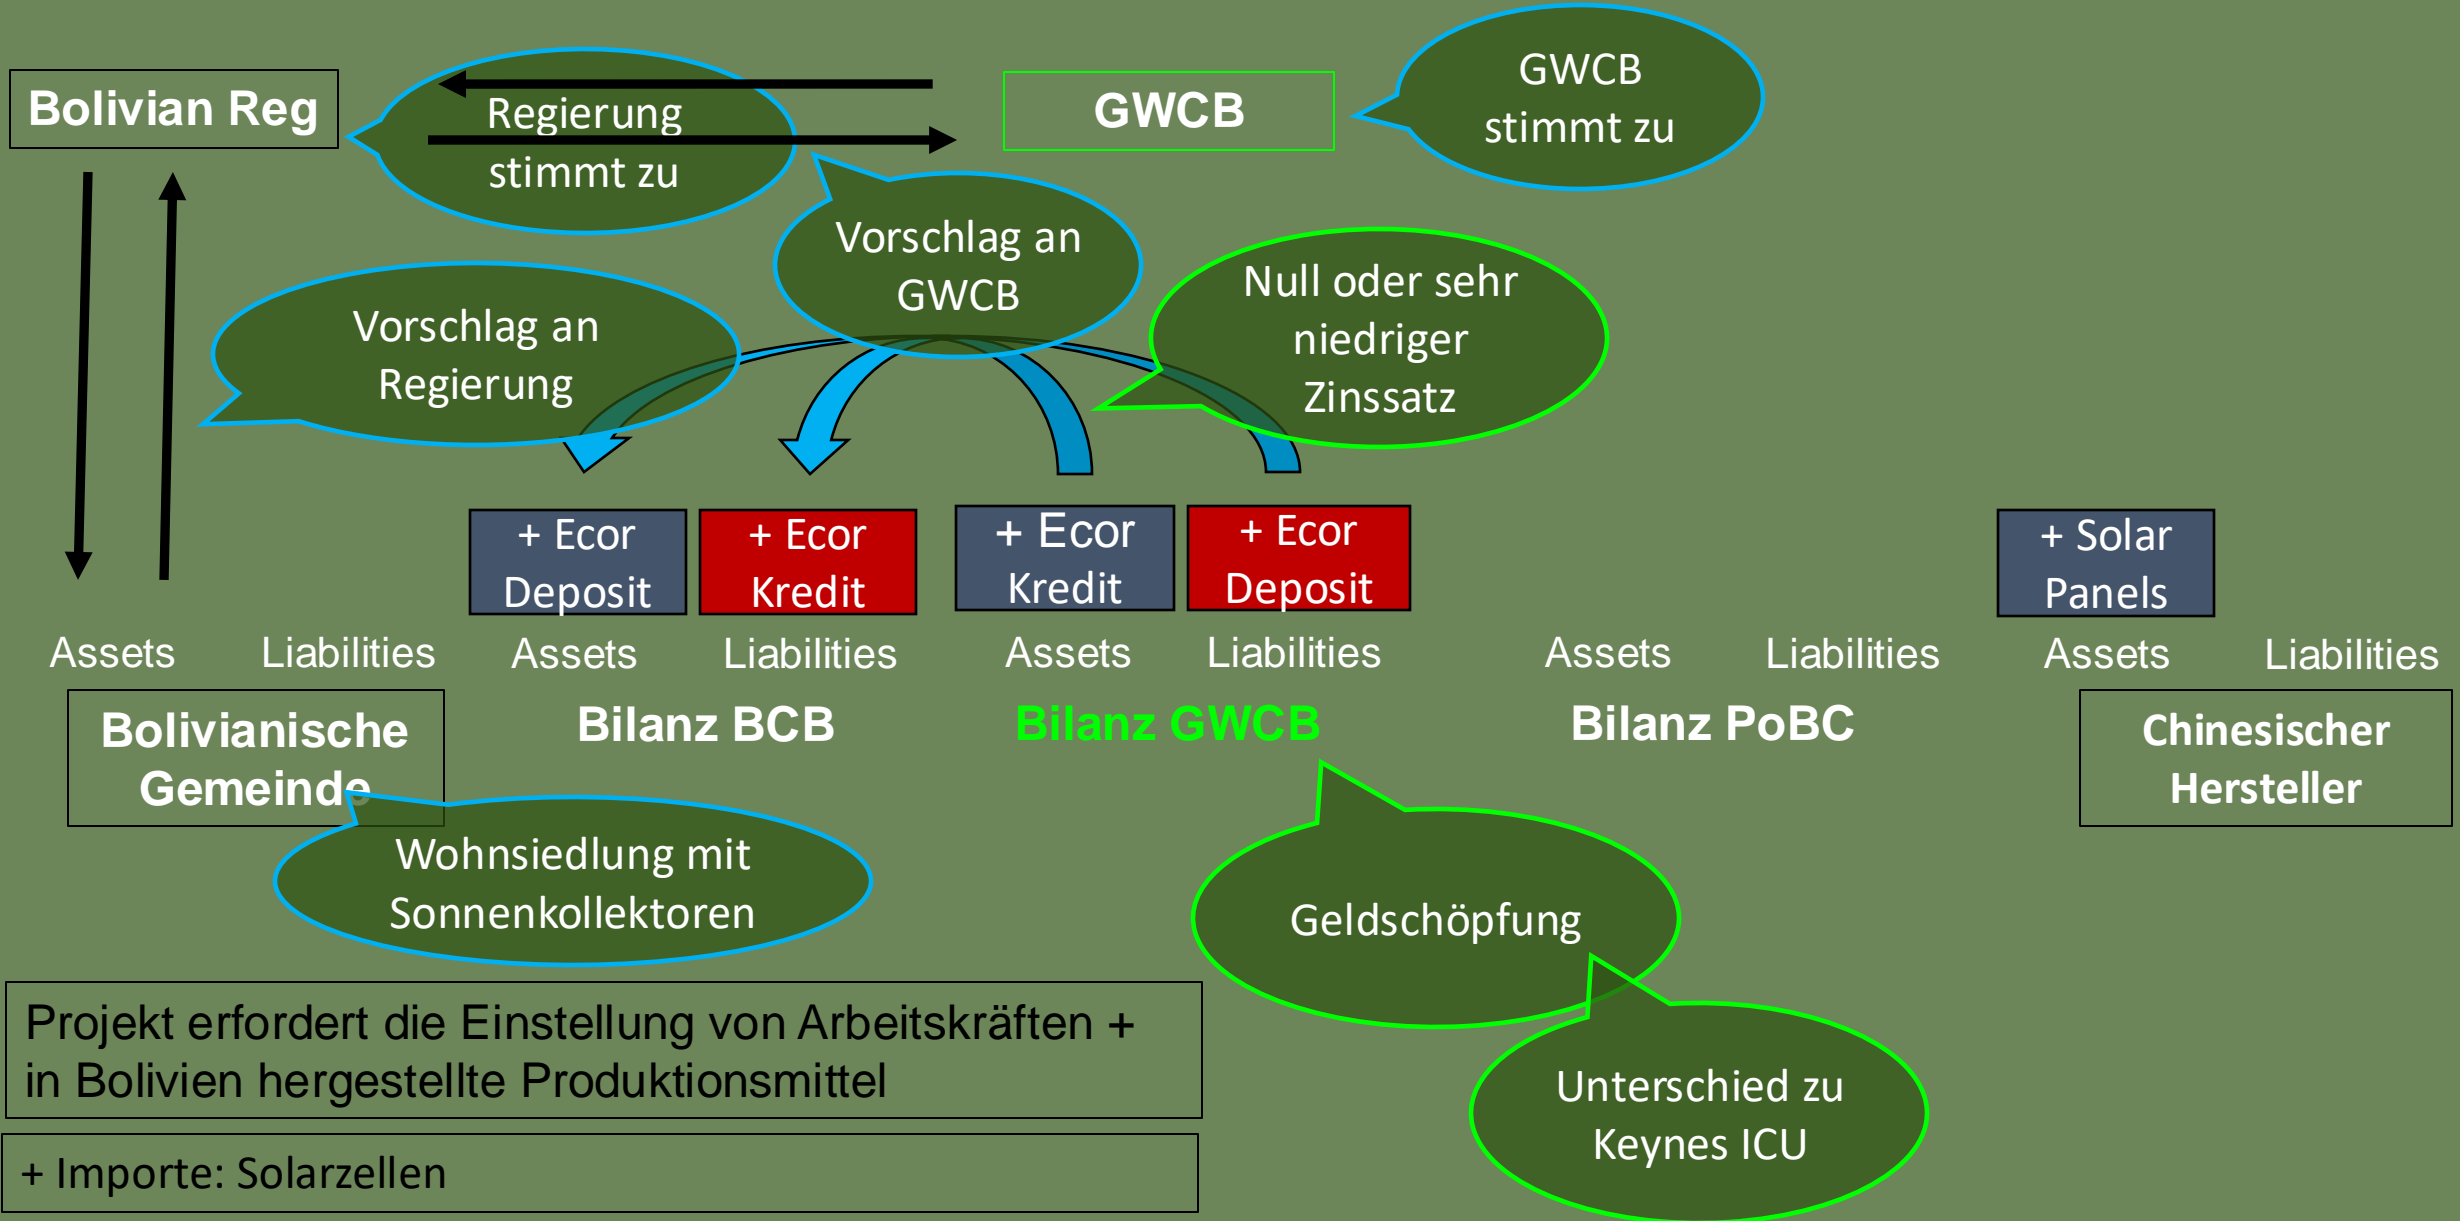 Bolivian Reg
Regierung
stimmt zu
GWCB
GWCB
stimmt zu
Vorschlag an
GWCB
Vorschlag an
Regierung
Null oder sehr
niedriger
Zinssatz
+ Ecor
Deposit
+ Ecor
Kredit
+ Ecor
Kredit
+ Ecor
Deposit
+ Solar
Panels
Assets Liabilities Assets Liabilities Assets Liabilities Assets Liabilities Assets Liabilities
Bolivianische
Gemeinde
Bilanz BCB
Bilanz GWCB
Bilanz PoBC
Chinesischer
Hersteller
Wohnsiedlung mit
Sonnenkollektoren
Geldschöpfung
Unterschied zu
Keynes ICU
Projekt erfordert die Einstellung von Arbeitskräften +
in Bolivien hergestellte Produktionsmittel
+ Importe: Solarzellen